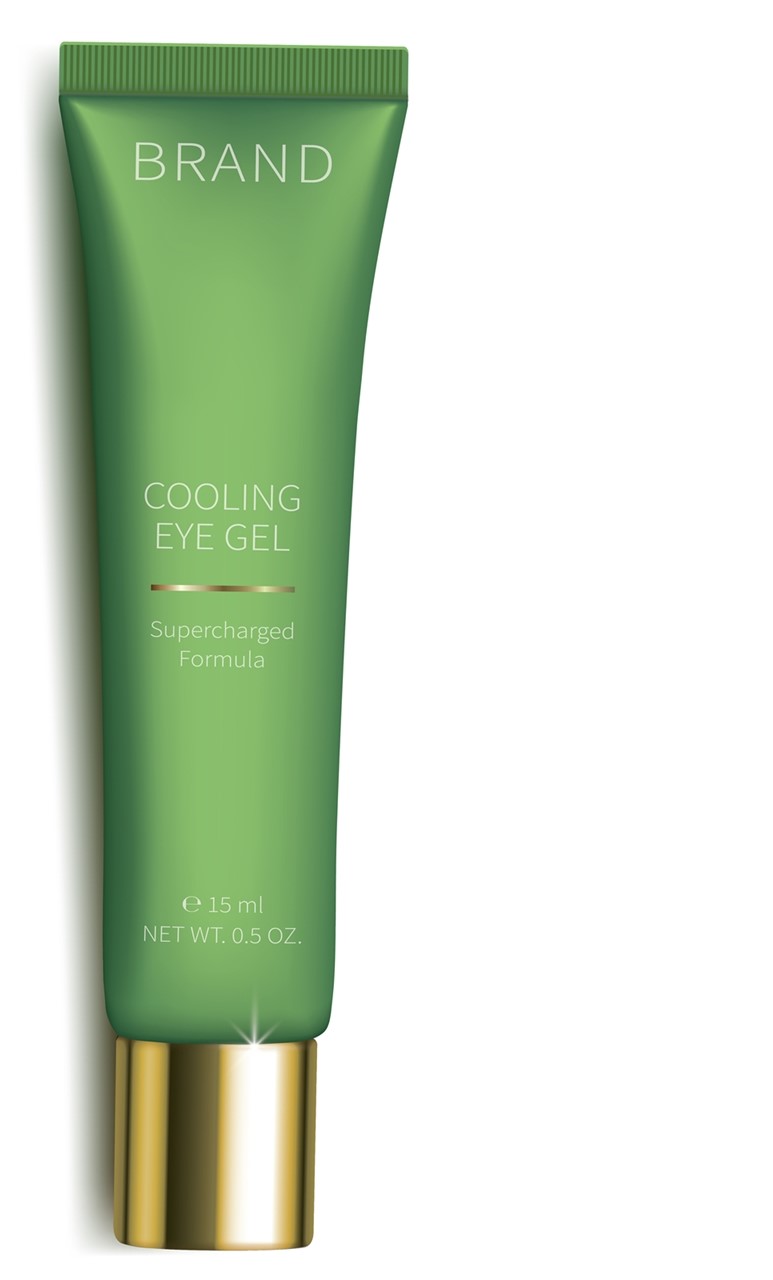 BRAND
COOLING
EYE GEL
Supercharged
Formula
℮ 15 ml
NET WT. 0.5 OZ.